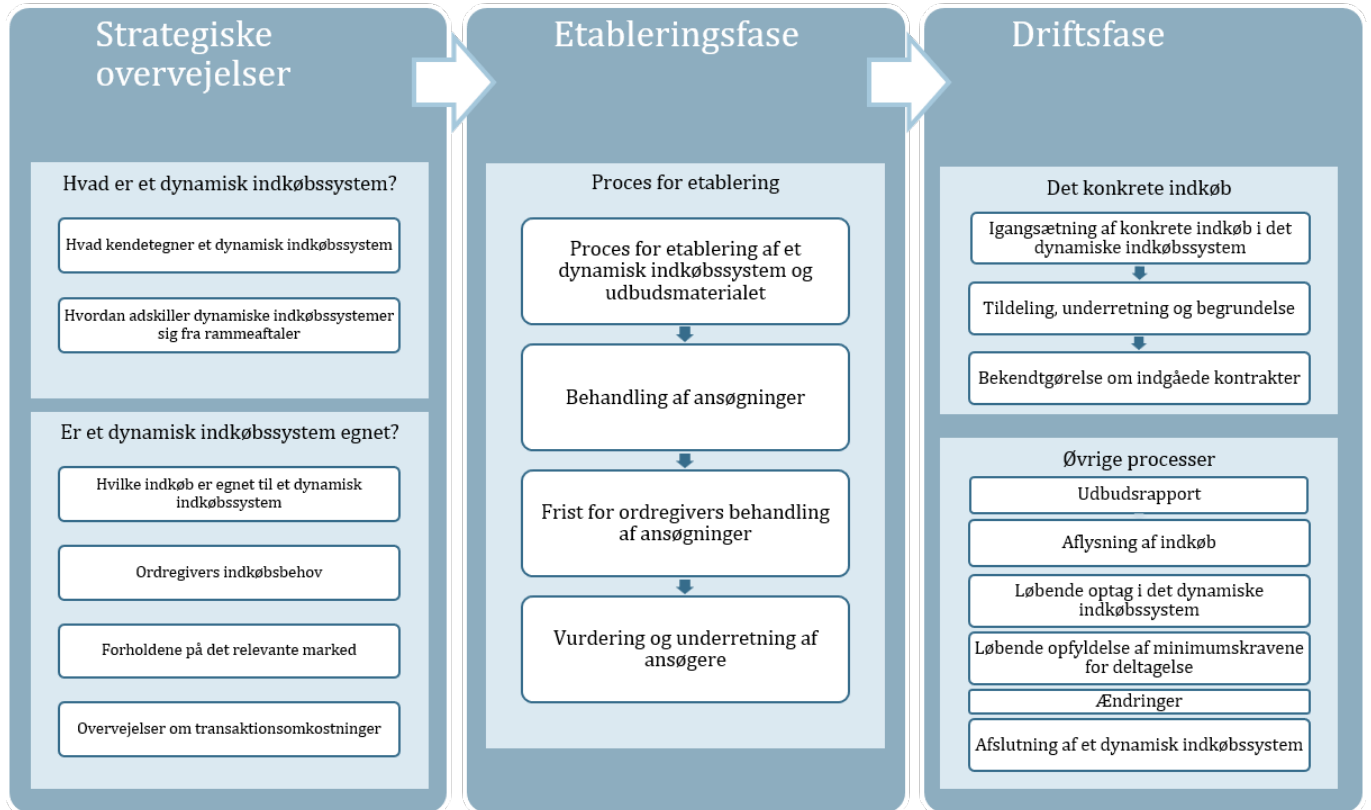 Strategiske
overvejelser
Hvad er et dynamisk indkøbssystem?
Hvad kendetegner et dynamisk indkøbssystem
Hvordan adskiller dynamiske indkøbssystemer
sig fra rammeaftaler
Er et dynamisk indkøbssystem egnet?
Hvilke indkøb er egnet til et dynamisk
indkøbssystem
Ordregivers indkøbsbehov
Forholdene på det relevante marked
Overvejelser om transaktionsomkostninger
Etableringsfase
Proces for etablering
Proces for etablering af et
dynamisk indkøbssystem og
udbudsmaterialet
Behandling af ansøgninger
Frist for ordregivers behandling
af ansøgninger
Vurdering og underretning af
ansøgere
Driftsfase
Det konkrete indkøb
Igangsætning af konkrete indkøb i det
dynamiske indkøbssystem
Tildeling, underretning og begrundelse
Bekendtgørelse om indgåede kontrakter
Øvrige processer
Udbudsrapport
Aflysning af indkøb
Løbende optag i det dynamiske
indkøbssystem
Løbende opfyldelse af minimumskravene
for deltagelse
Ændringer
Afslutning af et dynamisk indkøbssystem